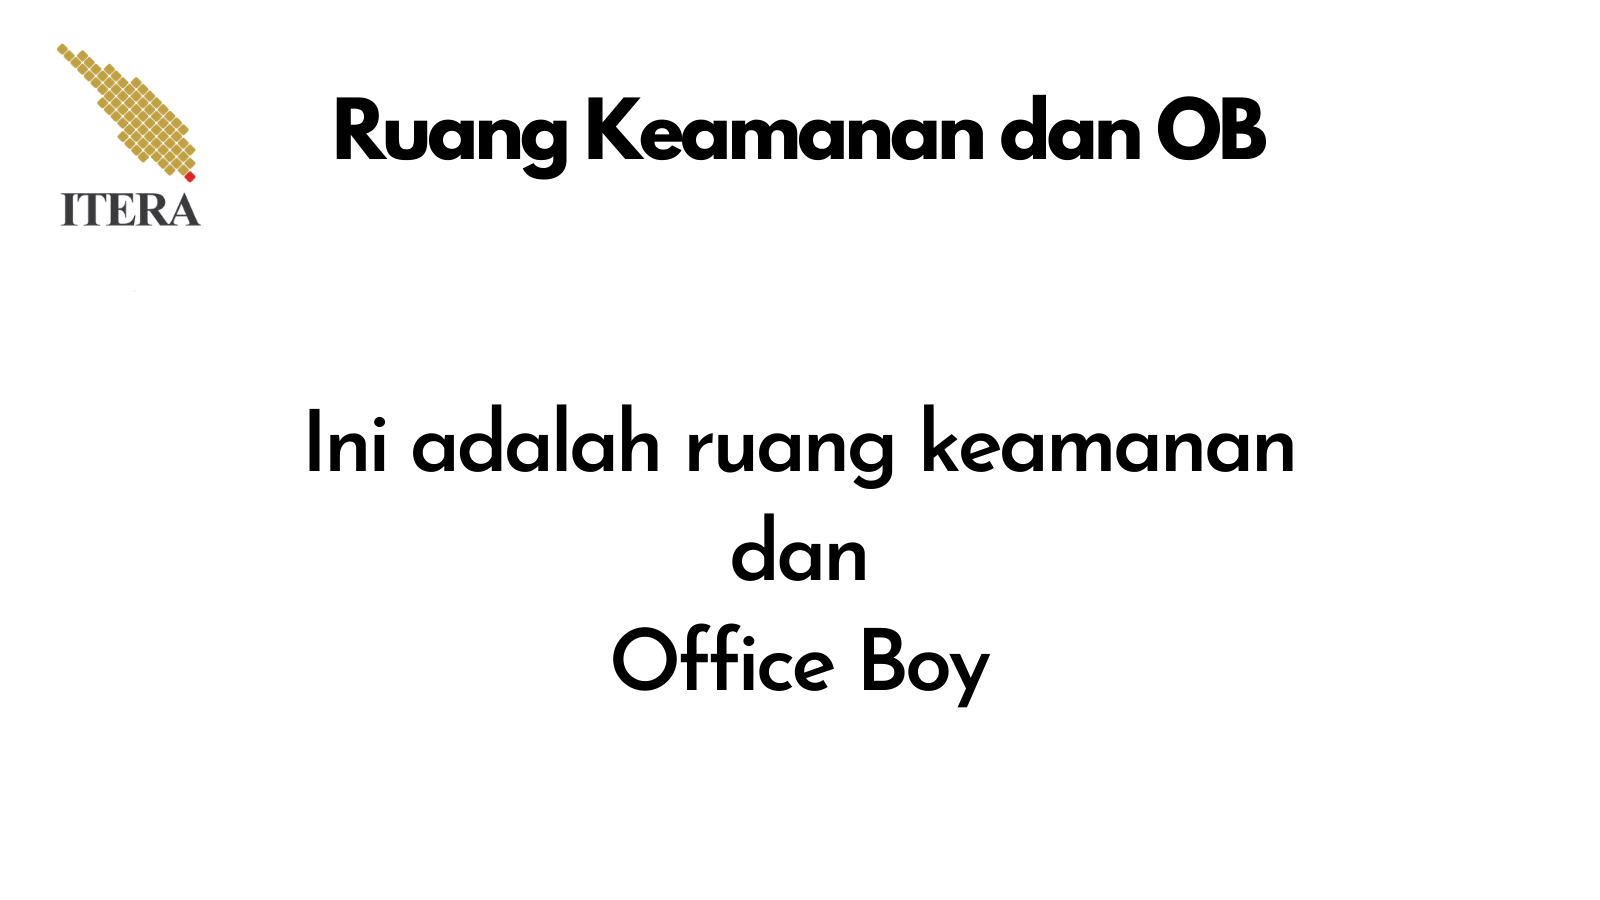 ITERA
Ruang Keamanan dan OB
Ini adalah ruang keamanan
dan
Office Boy